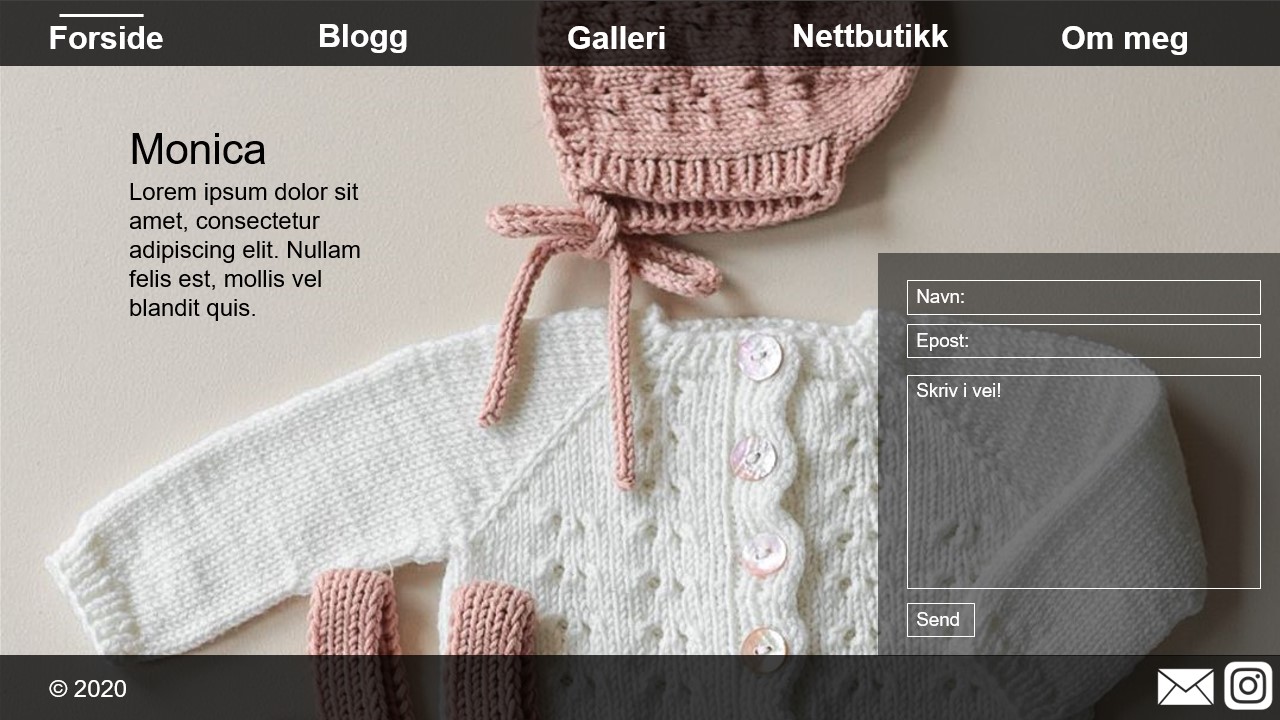 Forside
Blogg
Galleri
Nettbutikk
Om meg
Monica
Lorem ipsum dolor sit
amet, consectetur
adipiscing elit. Nullam
felis est, mollis vel
blandit quis.
Navn:
Epost:
Skriv i vei!
Send
© 2020